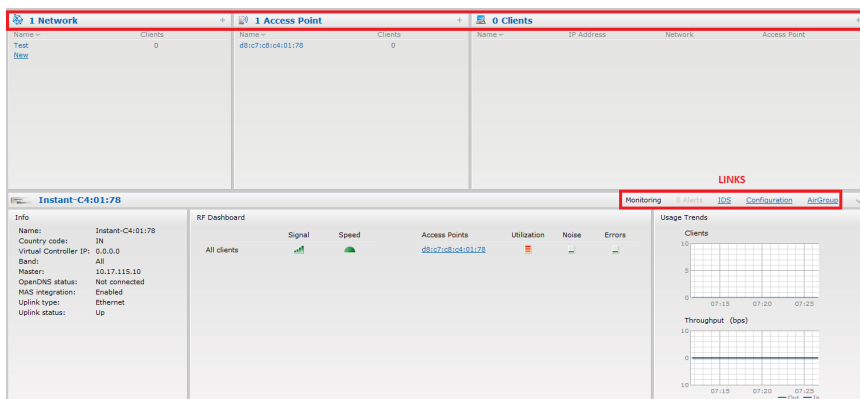 1 Network +
1 Access Point +
0 Clients +
Name Clients
Name Clients
Name IP Address Network Access Point
Test 0
New
d8:c7:c8:c4:01:78 0
LINKS
Instant-C4:01:78
Monitoring 0 Alerts IDS Configuration AirGroup
Info
Name: Instant-C4:01:78
Country code: IN
Virtual Controller IP: 0.0.0.0
Band: All
Master: 10.17.115.10
OpenDNS status: Not connected
MAS integration: Enabled
Uplink type: Ethernet
Uplink status: Up
RF Dashboard
Signal Speed Access Points Utilization Noise Errors
All clients d8:c7:c8:c4:01:78
Usage Trends
Clients
10
5
0
07:15 07:20 07:25
Throughput (bps)
10
0
10
07:15 07:20 07:25
Out In